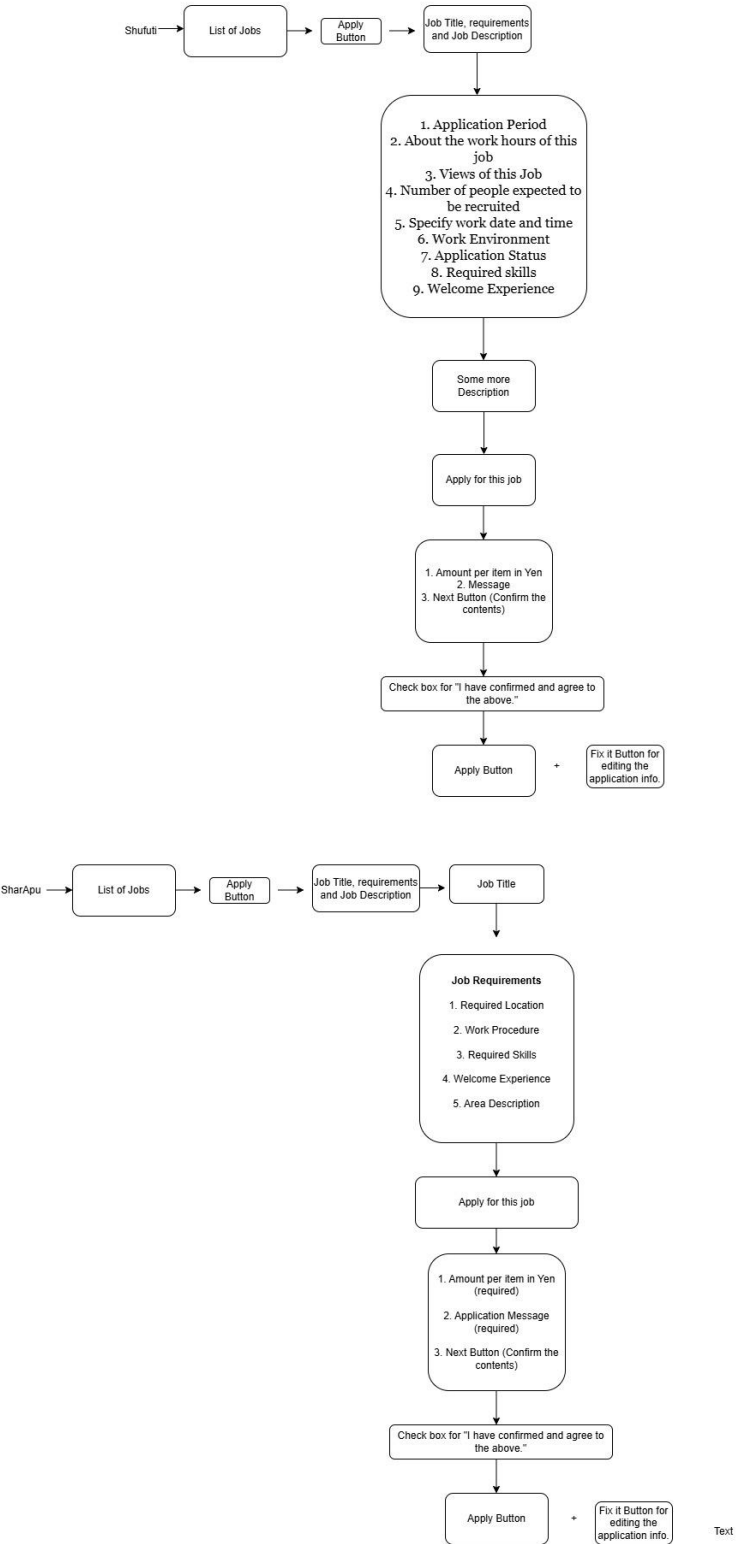 Shufuti
List of Jobs
Apply
Button
Job Title, requirements
and Job Description
1. Application Period
2. About the work hours of this
job
3. Views of this Job
4. Number of people expected to
be recruited
5. Specify work date and time
6. Work Environment
7. Application Status
8. Required skills
9. Welcome Experience
Some more
Description
Apply for this job
1. Amount per item in Yen
2. Message
3. Next Button (Confirm the
contents)
Check box for "I have confirmed and agree to
the above."
Apply Button
+
Fix it Button for
editing the
application info.
SharApu
List of Jobs
Apply
Button
Job Title, requirements
and Job Description
Job Title
Job Requirements
1. Required Location
2. Work Procedure
3. Required Skills
4. Welcome Experience
5. Area Description
Apply for this job
1. Amount per item in Yen
(required)
2. Application Message
(required)
3. Next Button (Confirm the
contents)
Check box for "I have confirmed and agree to
the above."
Apply Button
+
Fix it Button for
editing the
application info.
Text